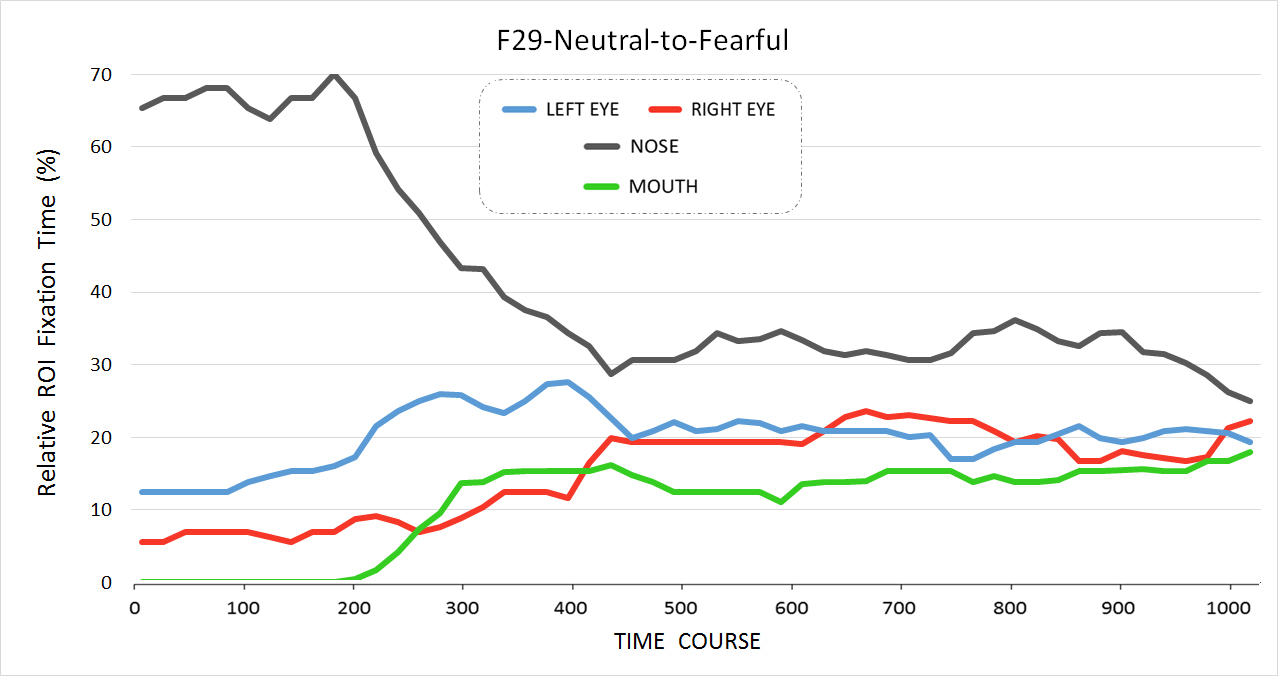 F29-Neutral-to-Fearful
70
60
50
40
30
20
10
0
Relative ROI Fixation Time (%)
LEFT EYE RIGHT EYE
NOSE
MOUTH
0 100 200 300 400 500 600 700 800 900 1000
TIME COURSE